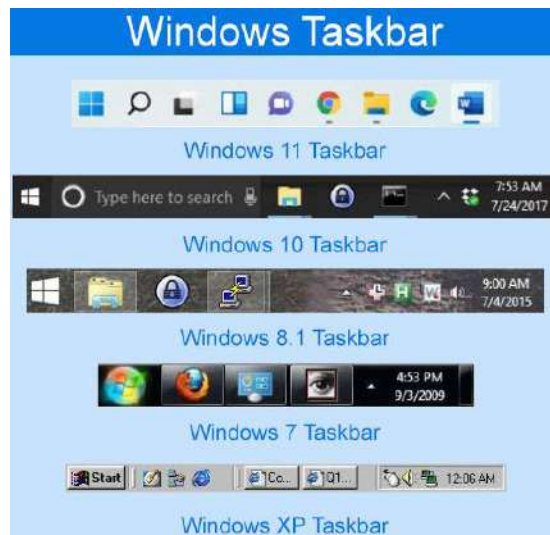 Windows Taskbar
Windows 11 Taskbar
Type here to search
7:53 AM
7/24/2017
Windows 10 Taskbar
H
W
9:00 AM
7/4/2015
Windows 8.1 Taskbar
4:53 PM
9/3/2009
Windows 7 Taskbar
Start
Co...
Q1...
12:06 AM
Windows XP Taskbar